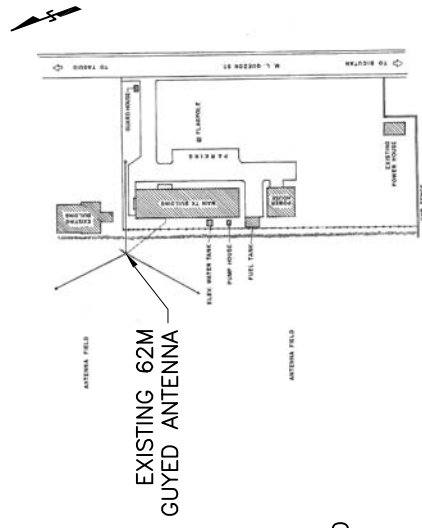 TO TAGUIG
M. L. QUEZON ST.
TO BICUTAN
GUARD HOUSE
FLAGPOLE
PARKING
EXISTING
POWER HOUSE
EXISTING
BUILDING
MAIN TX BUILDING
POWER
HOUSE
ELEV. WATER TANK
PUMP HOUSE
FUEL TANK
ANTENNA FIELD
ANTENNA FIELD
EXISTING 62M
GUYED ANTENNA